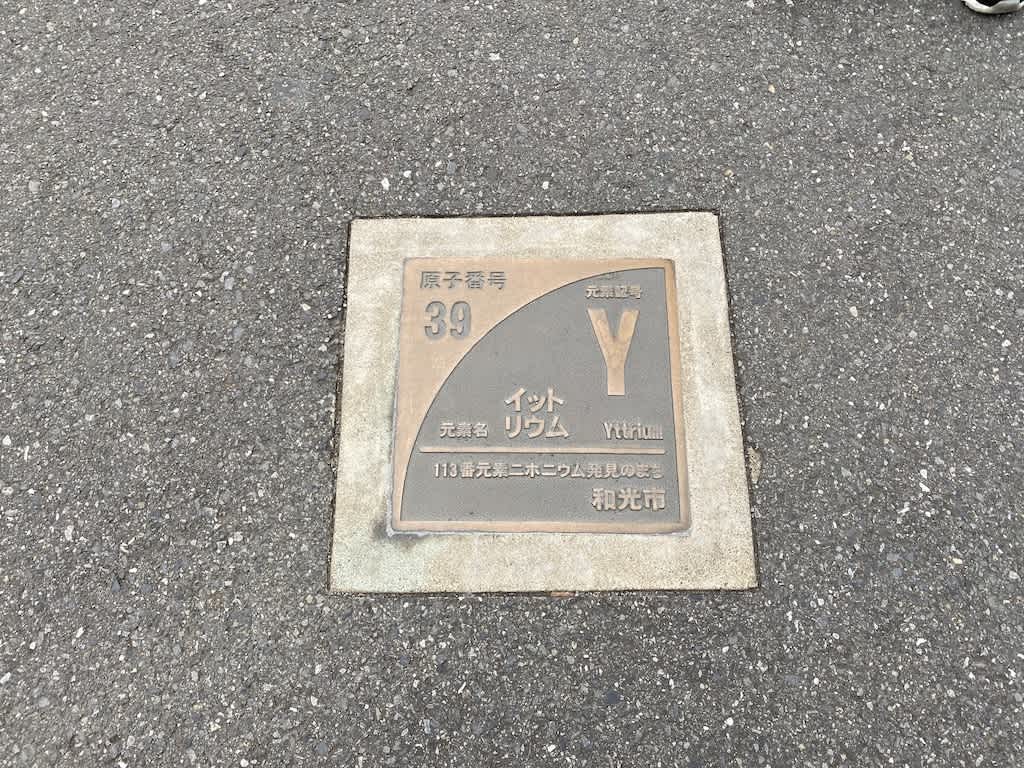 原子番号
39
元素記号
Y
イット
リウム
元素名
Yttrium
113番元素ニホニウム発見のまち
和光市